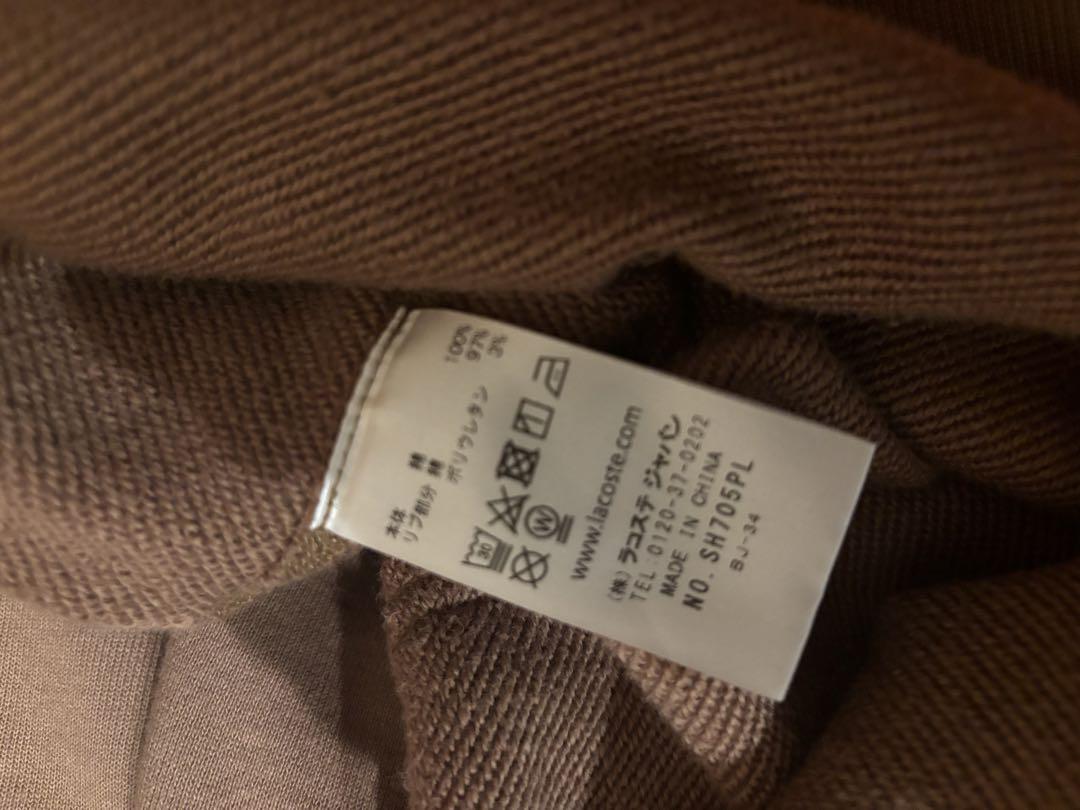 本体 綿 100%
リブ部分 綿 97%
ポリウレタン 3%
30
W
www.lacoste.com
(株)ラコステ ジャパン
TEL:0120-37-0202
MADE IN CHINA
NO. SH705PL
BJ-34